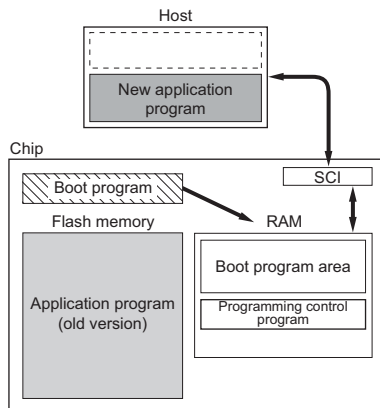 Host
New application
program
Chip
SCI
Boot program
Flash memory
RAM
Application program
(old version)
Boot program area
Programming control
program